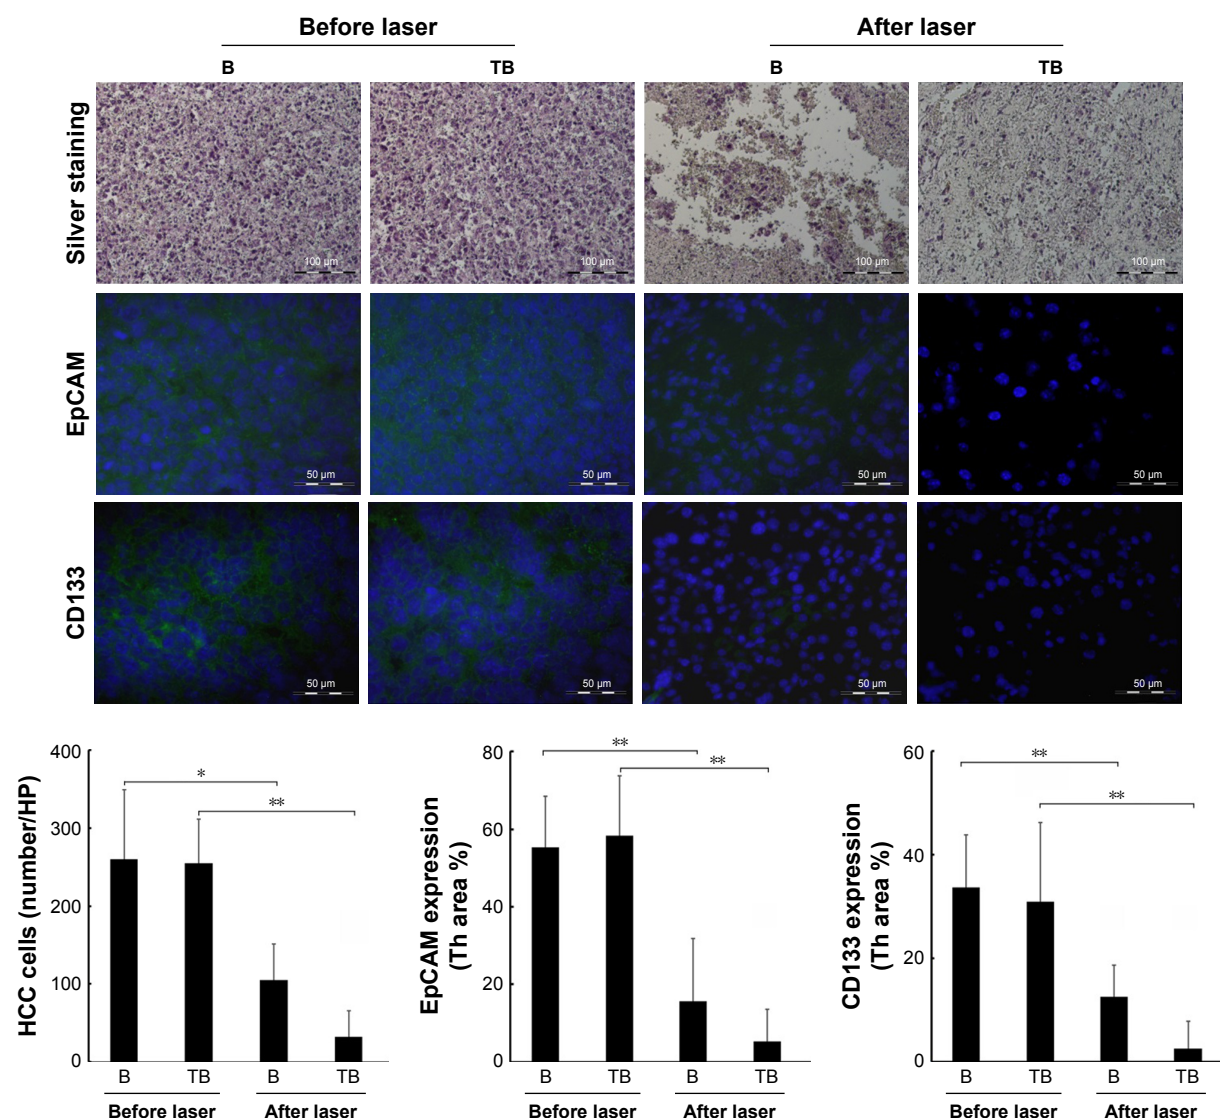 Before laser
After laser
B
TB
B
TB
Silver staining
100 µm
100 µm
100 µm
100 µm
EpCAM
50 µm
50 µm
50 µm
50 µm
CD133
50 µm
50 µm
50 µm
50 µm
HCC cells (number/HP)
400
300
200
100
0
*
**
B
TB
B
TB
Before laser
After laser
EpCAM expression
(Th area %)
80
60
40
20
0
**
**
B
TB
B
TB
Before laser
After laser
CD133 expression
(Th area %)
60
40
20
0
**
**
B
TB
B
TB
Before laser
After laser